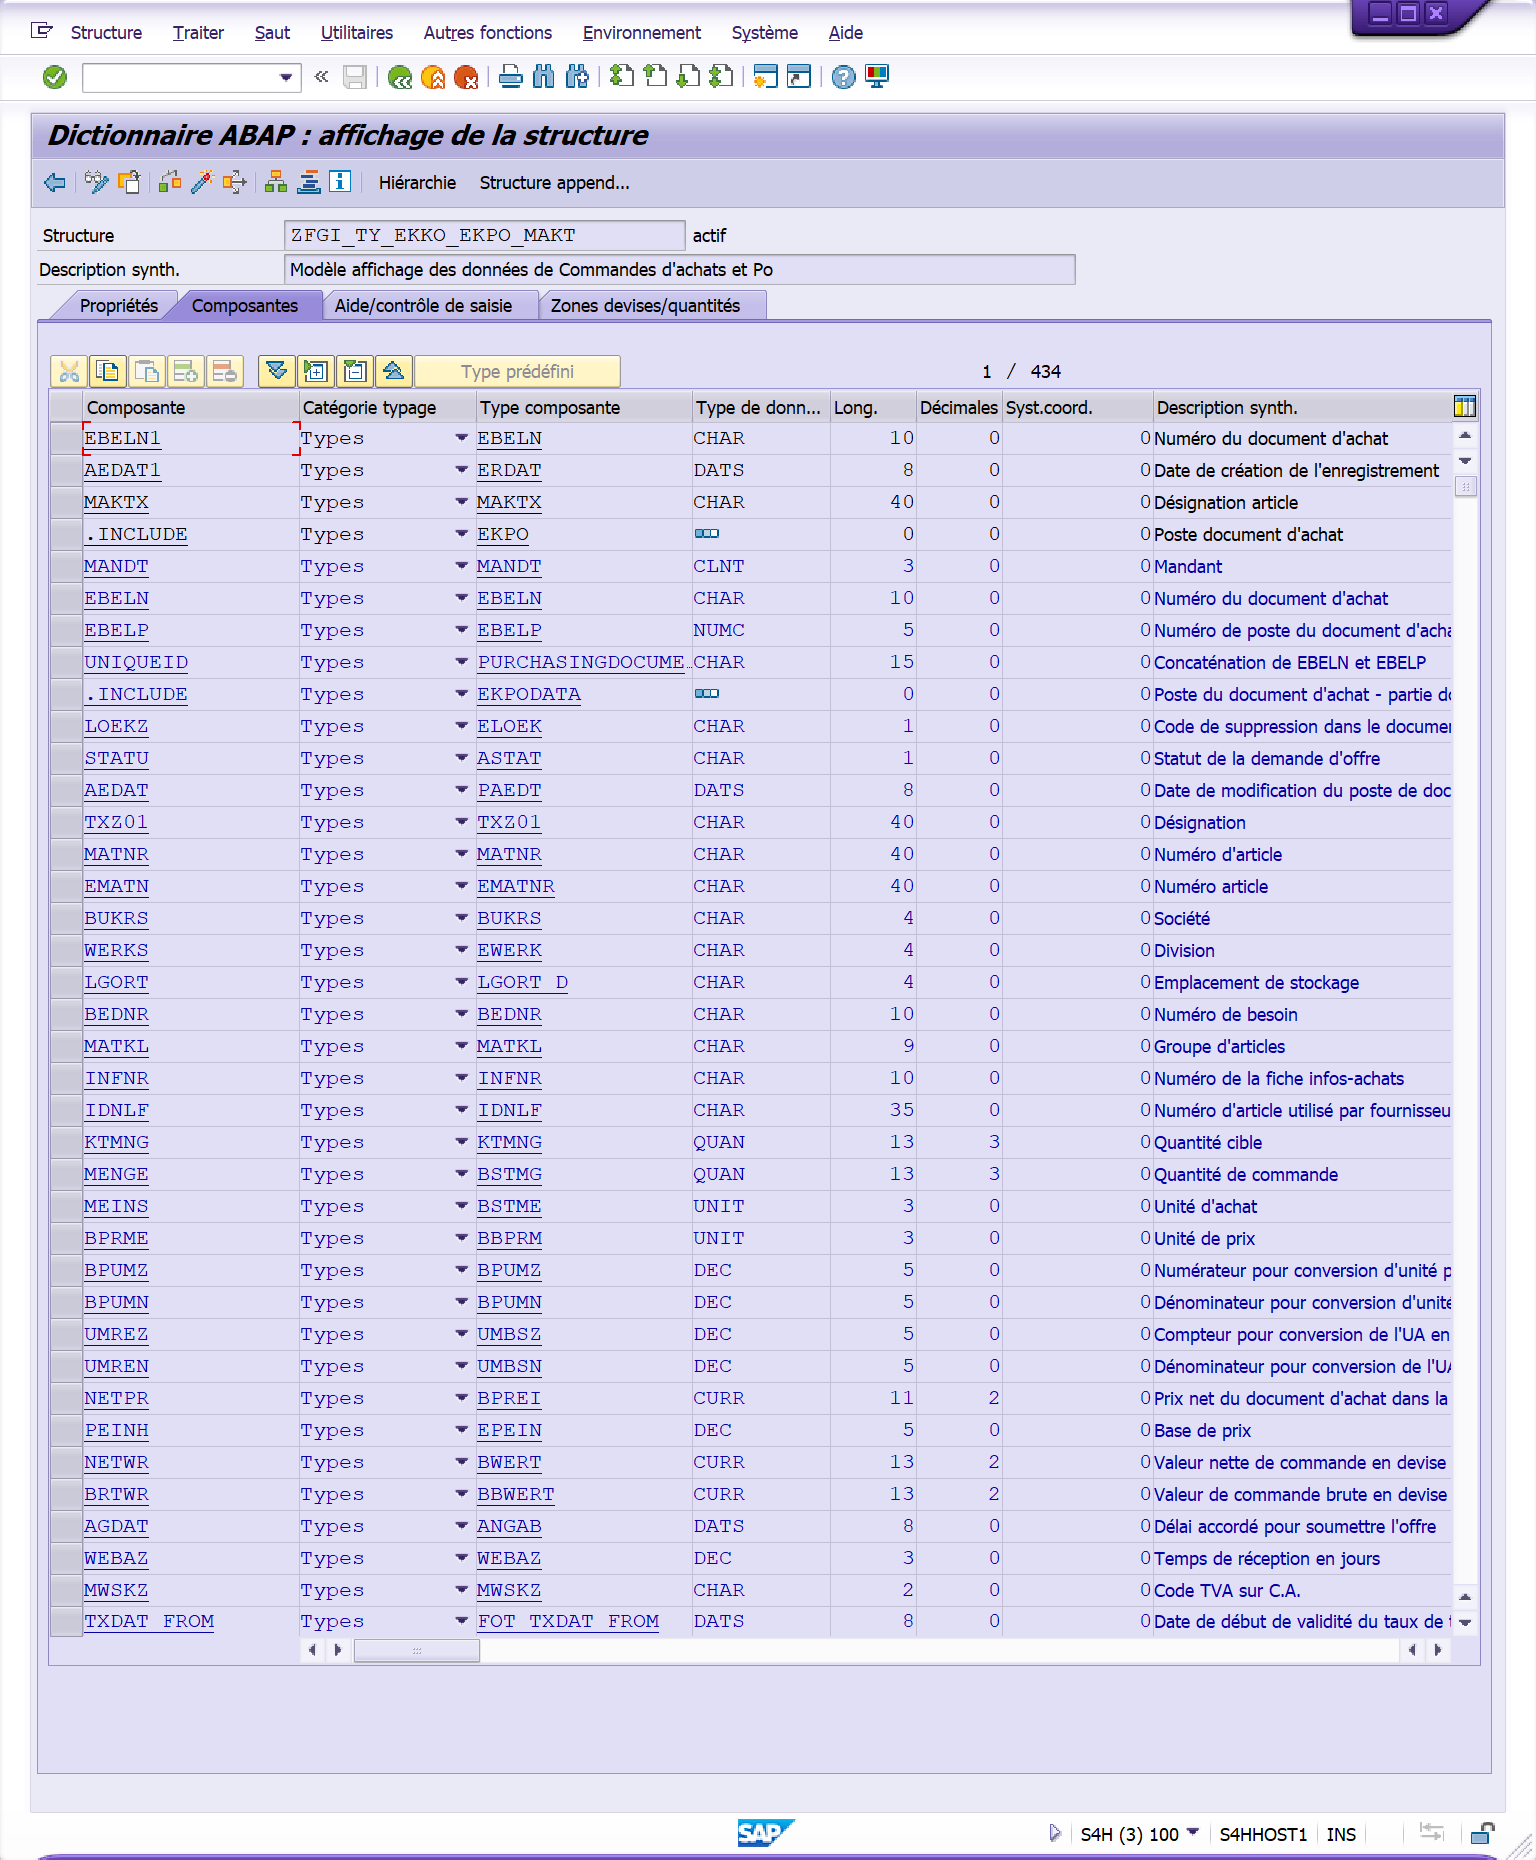 Structure Traiter Saut Utilitaires Autres fonctions Environnement Système Aide
Dictionnaire ABAP : affichage de la structure
Hiérarchie Structure append...
Structure ZFGI_TY_EKKO_EKPO_MAKT actif
Description synth. Modèle affichage des données de Commandes d'achats et Po
Propriétés Composantes Aide/contrôle de saisie Zones devises/quantités
Type prédéfini 1 / 434
Composante Catégorie typage Type composante Type de donn... Long. Décimales Syst.coord. Description synth.
EBELN1 Types EBELN CHAR 10 0 0 Numéro du document d'achat
AEDAT1 Types ERDAT DATS 8 0 0 Date de création de l'enregistrement
MAKTX Types MAKTX CHAR 40 0 0 Désignation article
.INCLUDE Types EKPO 0 0 0 Poste document d'achat
MANDT Types MANDT CLNT 3 0 0 Mandant
EBELN Types EBELN CHAR 10 0 0 Numéro du document d'achat
EBELP Types EBELP NUMC 5 0 0 Numéro de poste du document d'acha
UNIQUEID Types PURCHASINGDOCUME... CHAR 15 0 0 Concaténation de EBELN et EBELP
.INCLUDE Types EKPODATA 0 0 0 Poste du document d'achat - partie do
LOEKZ Types ELOEK CHAR 1 0 0 Code de suppression dans le documen
STATU Types ASTAT CHAR 1 0 0 Statut de la demande d'offre
AEDAT Types PAEDT DATS 8 0 0 Date de modification du poste de doc
TXZ01 Types TXZ01 CHAR 40 0 0 Désignation
MATNR Types MATNR CHAR 40 0 0 Numéro d'article
EMATN Types EMATNR CHAR 40 0 0 Numéro article
BUKRS Types BUKRS CHAR 4 0 0 Société
WERKS Types EWERK CHAR 4 0 0 Division
LGORT Types LGORT_D CHAR 4 0 0 Emplacement de stockage
BEDNR Types BEDNR CHAR 10 0 0 Numéro de besoin
MATKL Types MATKL CHAR 9 0 0 Groupe d'articles
INFNR Types INFNR CHAR 10 0 0 Numéro de la fiche infos-achats
IDNLF Types IDNLF CHAR 35 0 0 Numéro d'article utilisé par fournisseu
KTMNG Types KTMNG QUAN 13 3 0 Quantité cible
MENGE Types BSTMG QUAN 13 3 0 Quantité de commande
MEINS Types BSTME UNIT 3 0 0 Unité d'achat
BPRME Types BBPRM UNIT 3 0 0 Unité de prix
BPUMZ Types BPUMZ DEC 5 0 0 Numérateur pour conversion d'unité p
BPUMN Types BPUMN DEC 5 0 0 Dénominateur pour conversion d'unité
UMREZ Types UMBSZ DEC 5 0 0 Compteur pour conversion de l'UA en
UMREN Types UMBSN DEC 5 0 0 Dénominateur pour conversion de l'UA
NETPR Types BPREI CURR 11 2 0 Prix net du document d'achat dans la
PEINH Types EPEIN DEC 5 0 0 Base de prix
NETWR Types BWERT CURR 13 2 0 Valeur nette de commande en devise
BRTWR Types BBWERT CURR 13 2 0 Valeur de commande brute en devise
AGDAT Types ANGAB DATS 8 0 0 Délai accordé pour soumettre l'offre
WEBAZ Types WEBAZ DEC 3 0 0 Temps de réception en jours
MWSKZ Types MWSKZ CHAR 2 0 0 Code TVA sur C.A.
TXDAT_FROM Types FOT_TXDAT_FROM DATS 8 0 0 Date de début de validité du taux de t
SAP S4H (3) 100 S4HHOST1 INS